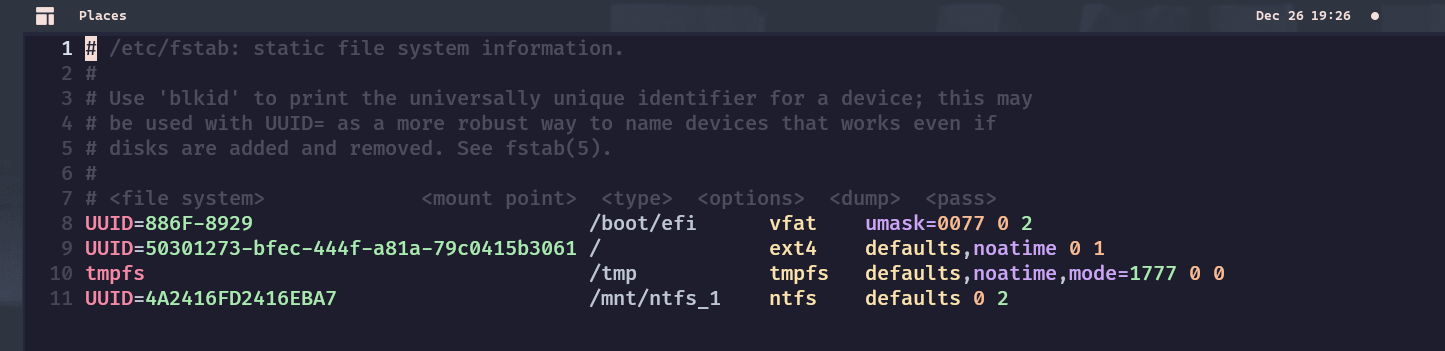 Places
Dec 26 19:26
1 # /etc/fstab: static file system information.
2 #
3 # Use 'blkid' to print the universally unique identifier for a device; this may
4 # be used with UUID= as a more robust way to name devices that works even if
5 # disks are added and removed. See fstab(5).
6 #
7 # <file system>             <mount point>  <type>  <options>  <dump>  <pass>
8 UUID=886F-8929                            /boot/efi      vfat    umask=0077 0 2
9 UUID=50301273-bfec-444f-a81a-79c0415b3061 /              ext4    defaults,noatime 0 1
10 tmpfs                                     /tmp           tmpfs   defaults,noatime,mode=1777 0 0
11 UUID=4A2416FD2416EBA7                     /mnt/ntfs_1    ntfs    defaults 0 2